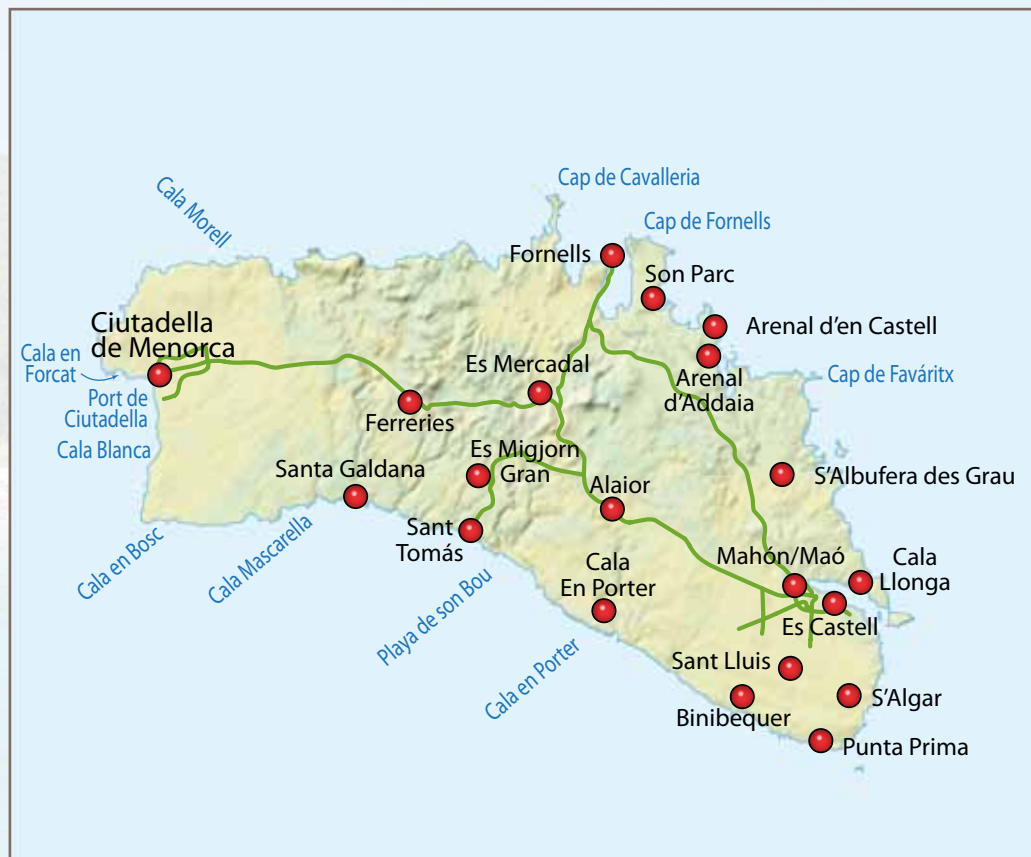 Cap de Cavalleria
Cala Morell
Cap de Fornells
Fornells
Son Parc
Ciutadella
de Menorca
Arenal d'en Castell
Cala en
Forcat
Es Mercadal
Arenal
d'Addaia
Cap de Faváritx
Port de
Ciutadella
Ferreries
Cala Blanca
Es Migjorn
Gran
Santa Galdana
S'Albufera des Grau
Alaior
Sant
Tomás
Cala en Bosc
Cala Mascarella
Mahón/Maó
Cala
Llonga
Cala
En Porter
Playa de son Bou
Es Castell
Cala en Porter
Sant Lluis
S'Algar
Binibequer
Punta Prima